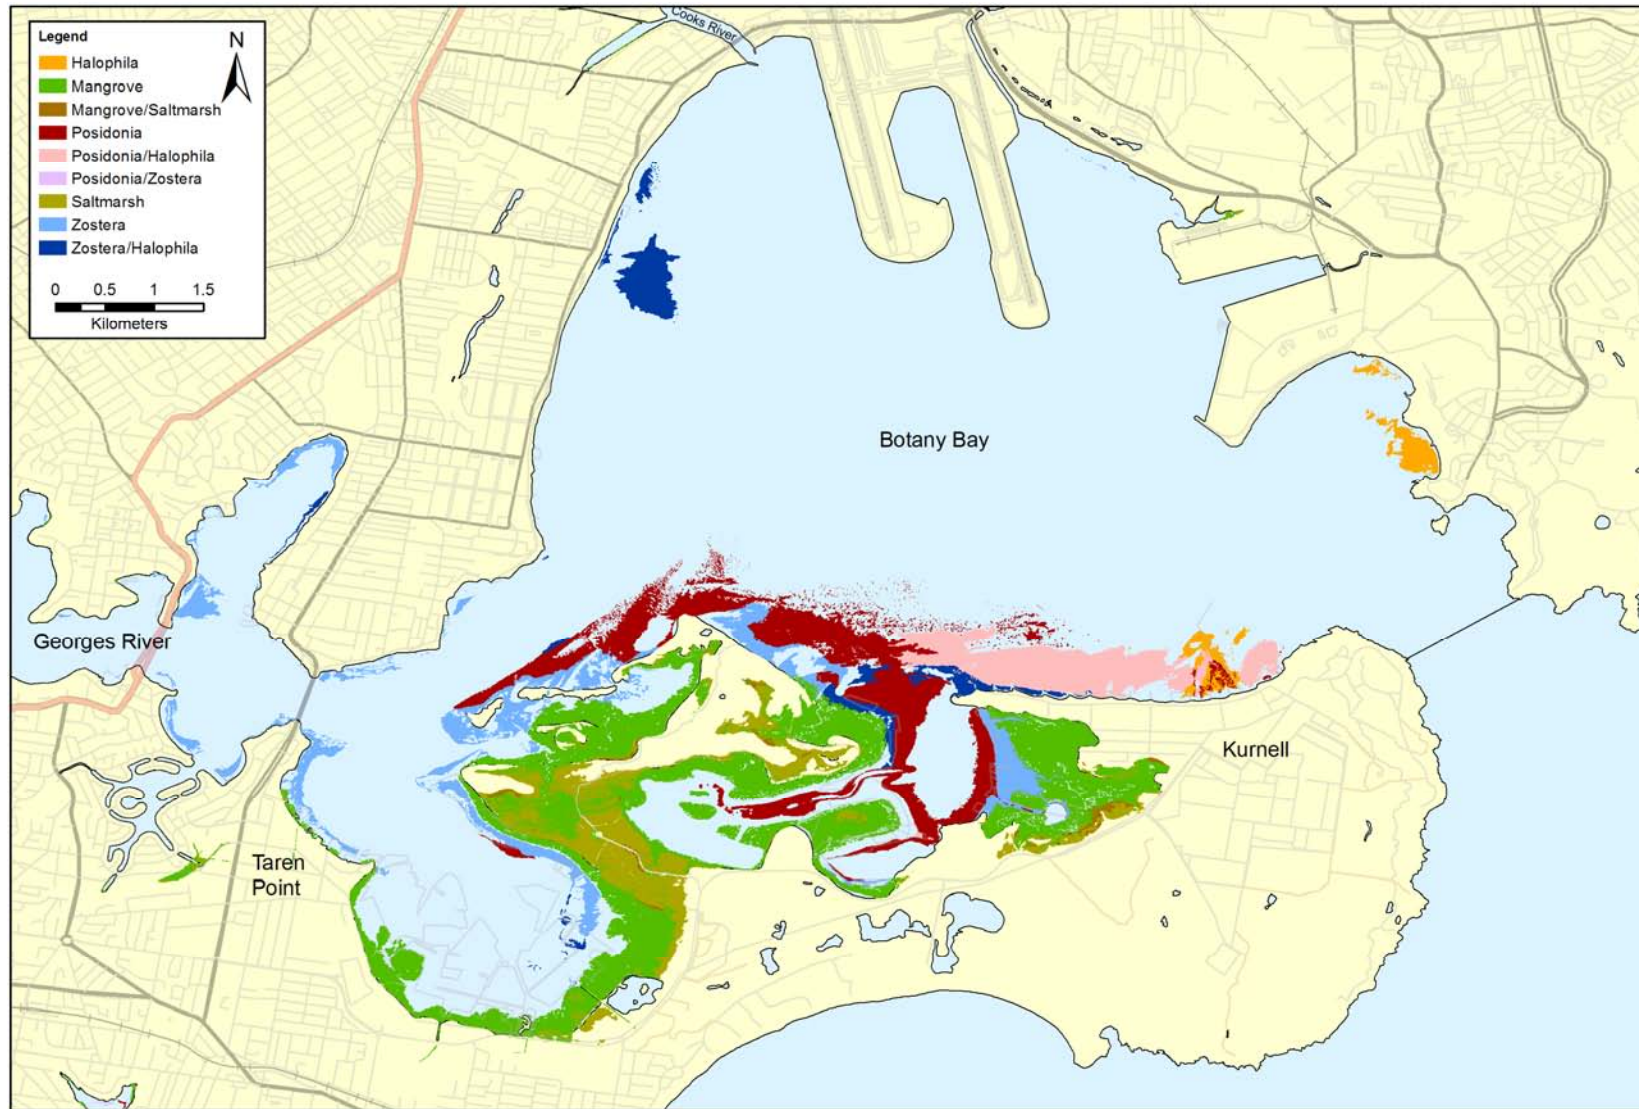 Legend
N
Halophila
Mangrove
Mangrove/Saltmarsh
Posidonia
Posidonia/Halophila
Posidonia/Zostera
Saltmarsh
Zostera
Zostera/Halophila
0 0.5 1 1.5
Kilometers
Cooks River
Botany Bay
Georges River
Kurnell
Taren
Point